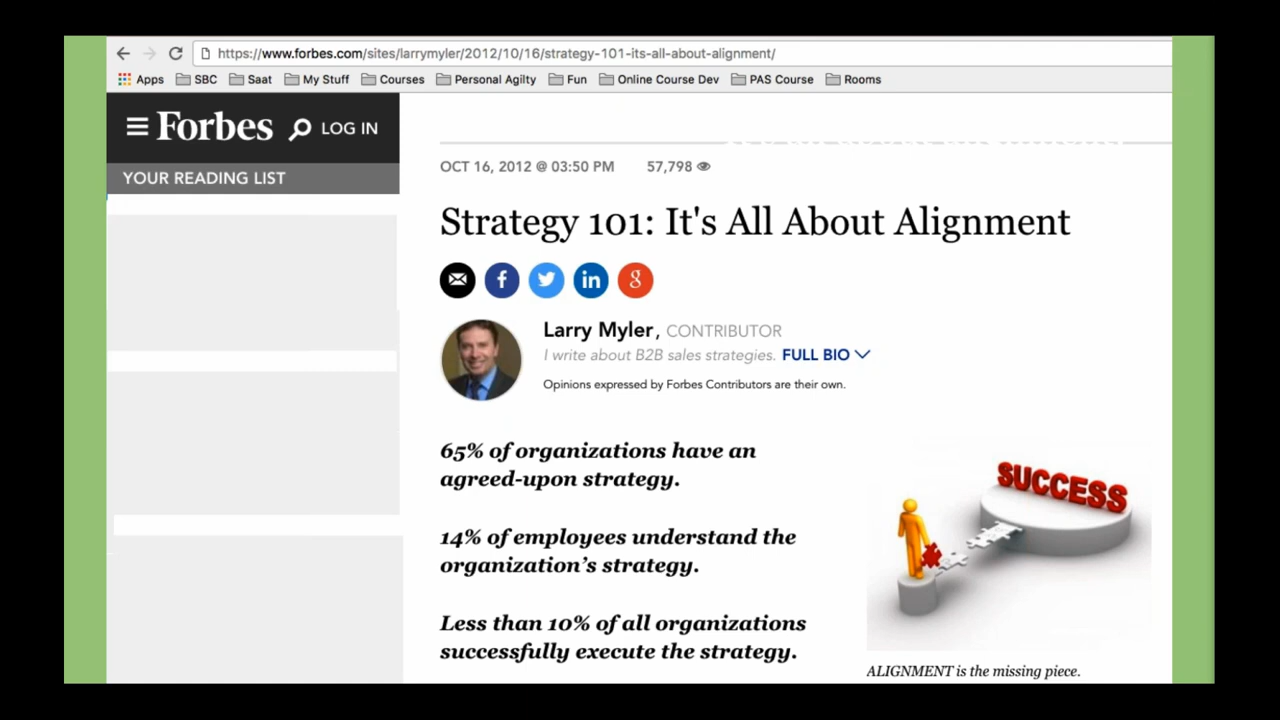 https://www.forbes.com/sites/larrymyler/2012/10/16/strategy-101-its-all-about-alignment/
Apps SBC Saat My Stuff Courses Personal Agilty Fun Online Course Dev PAS Course Rooms
Forbes LOG IN
YOUR READING LIST
OCT 16, 2012 @ 03:50 PM 57,798
Strategy 101: It's All About Alignment
f in g
Larry Myler, CONTRIBUTOR
I write about B2B sales strategies. FULL BIO
Opinions expressed by Forbes Contributors are their own.
65% of organizations have an
agreed-upon strategy.
14% of employees understand the
organization's strategy.
Less than 10% of all organizations
successfully execute the strategy.
SUCCESS
ALIGNMENT is the missing piece.